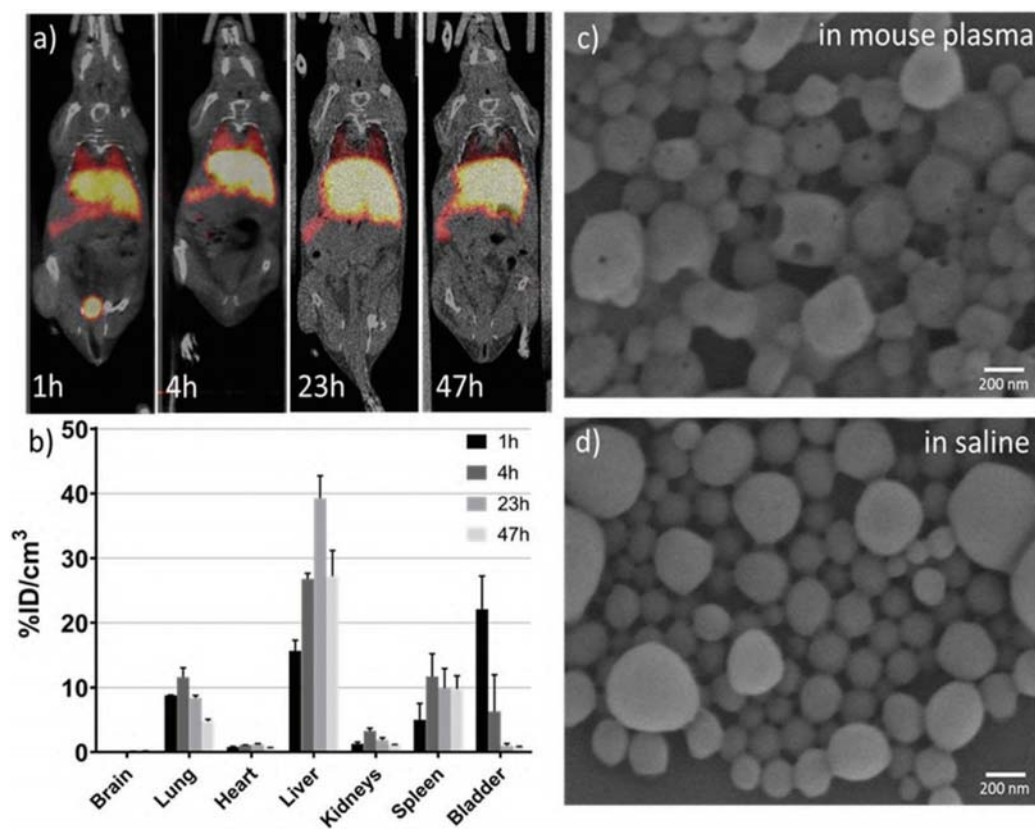 a)
1h
4h
23h
47h
b)
%ID/cm³
50
40
30
20
10
0
1h
4h
23h
47h
Brain
Lung
Heart
Liver
Kidneys
Spleen
Bladder
c)
in mouse plasma
200 nm
d)
in saline
200 nm